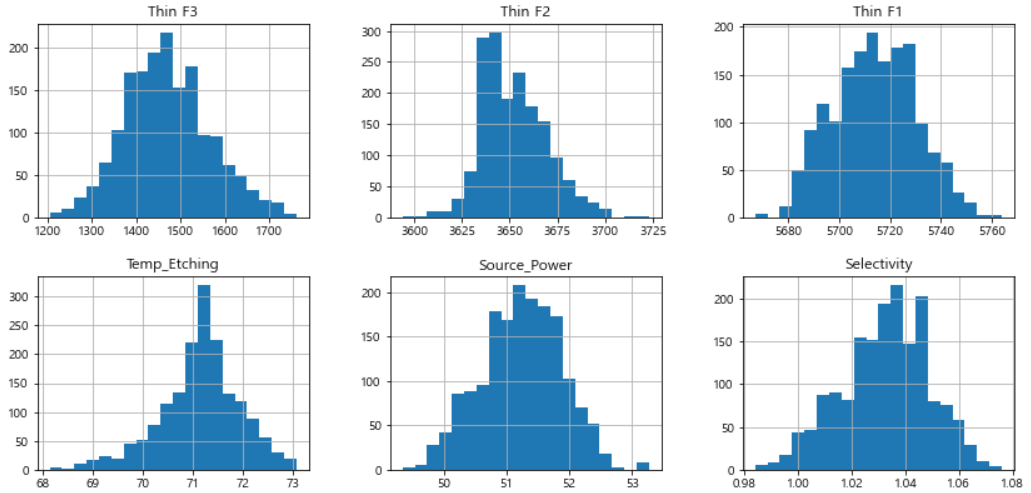 Thin F3
Thin F2
Thin F1
200
150
100
50
0
1200 1300 1400 1500 1600 1700
300
250
200
150
100
50
0
3600 3625 3650 3675 3700 3725
200
150
100
50
0
5680 5700 5720 5740 5760
Temp_Etching
Source_Power
Selectivity
300
250
200
150
100
50
0
68 69 70 71 72 73
200
150
100
50
0
50 51 52 53
200
150
100
50
0
0.98 1.00 1.02 1.04 1.06 1.08